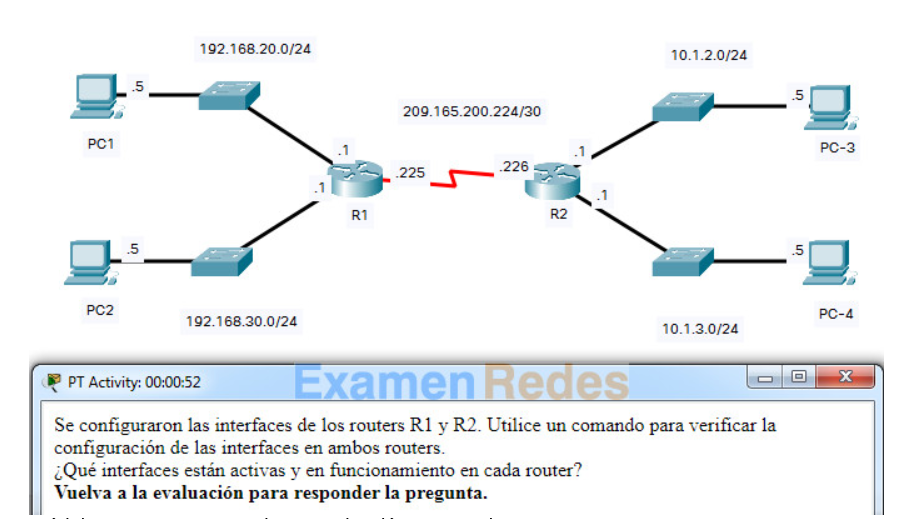 192.168.20.0/24
10.1.2.0/24
.5
209.165.200.224/30
.5
PC1
PC-3
.1
.225
.226
.1
.1
R1
R2
.1
.5
.5
PC2
192.168.30.0/24
10.1.3.0/24
PC-4
PT Activity: 00:00:52
ExamenRedes
Se configuraron las interfaces de los routers R1 y R2. Utilice un comando para verificar la
configuración de las interfaces en ambos routers.
¿Qué interfaces están activas y en funcionamiento en cada router?
Vuelva a la evaluación para responder la pregunta.